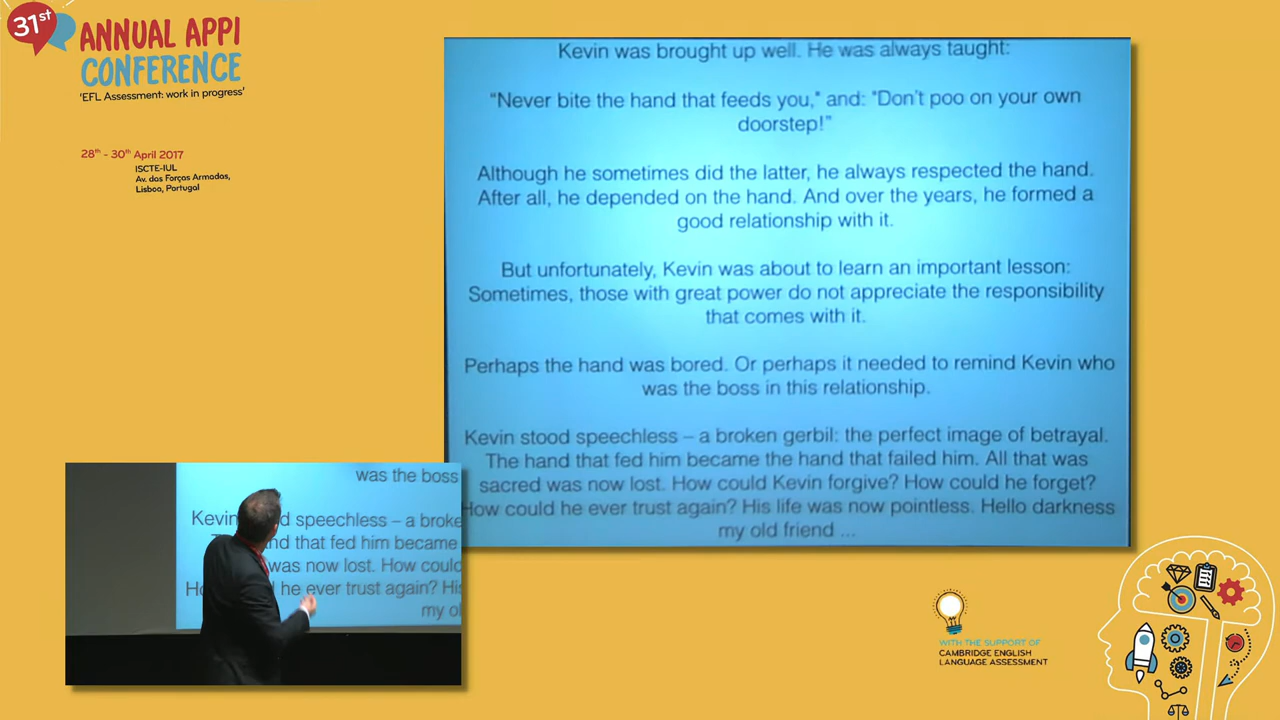 31st
ANNUAL APPI
CONFERENCE
'EFL Assessment: work in progress'
28th - 30th April 2017
ISCTE-IUL
Av. das Forças Armadas,
Lisboa, Portugal
Kevin was brought up well. He was always taught:
"Never bite the hand that feeds you," and: "Don't poo on your own
doorstep!"
Although he sometimes did the latter, he always respected the hand.
After all, he depended on the hand. And over the years, he formed a
good relationship with it.
But unfortunately, Kevin was about to learn an important lesson:
Sometimes, those with great power do not appreciate the responsibility
that comes with it.
Perhaps the hand was bored. Or perhaps it needed to remind Kevin who
was the boss in this relationship.
Kevin stood speechless – a broken gerbil: the perfect image of betrayal.
The hand that fed him became the hand that failed him. All that was
sacred was now lost. How could Kevin forgive? How could he forget?
How could he ever trust again? His life was now pointless. Hello darkness
my old friend ...
was the boss
Kevin speechless – a broke
hand that fed him became
was now lost. How could
he ever trust again? His
my ol
WITH THE SUPPORT OF
CAMBRIDGE ENGLISH
LANGUAGE ASSESSMENT